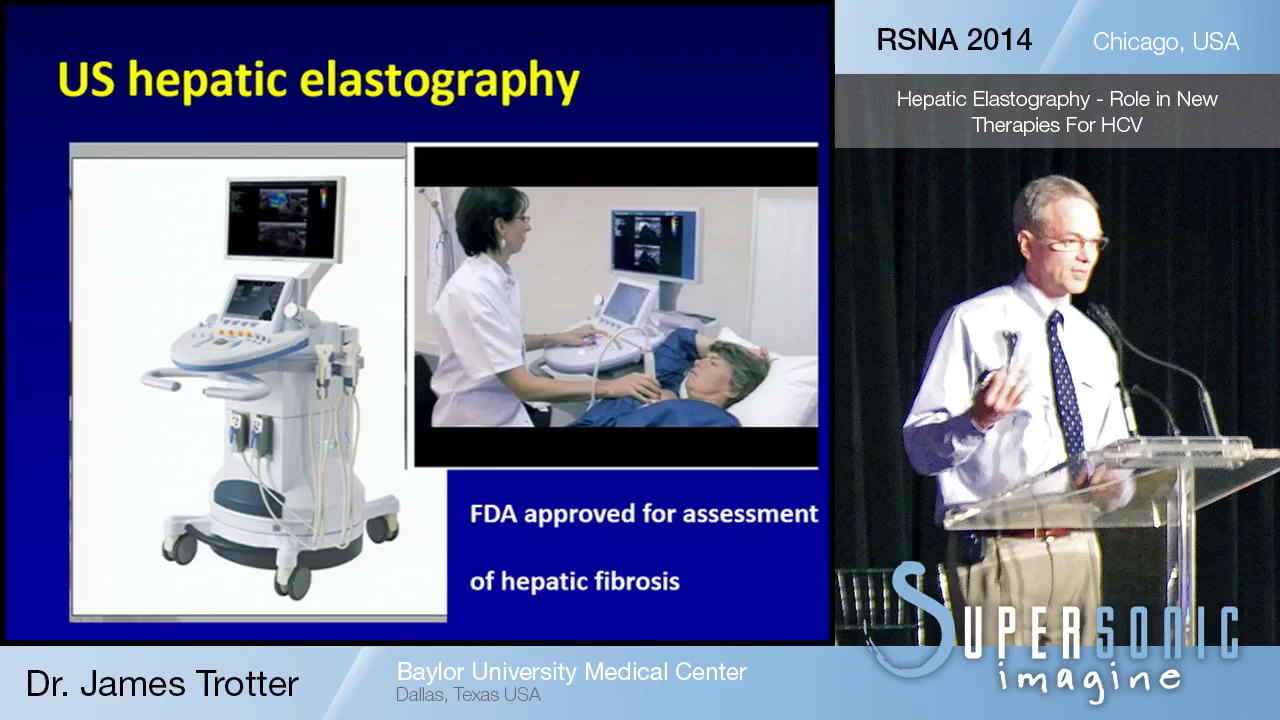 US hepatic elastography
FDA approved for assessment
of hepatic fibrosis
RSNA 2014
Chicago, USA
Hepatic Elastography - Role in New
Therapies For HCV
SUPERSONIC
imagine
Dr. James Trotter
Baylor University Medical Center
Dallas, Texas USA